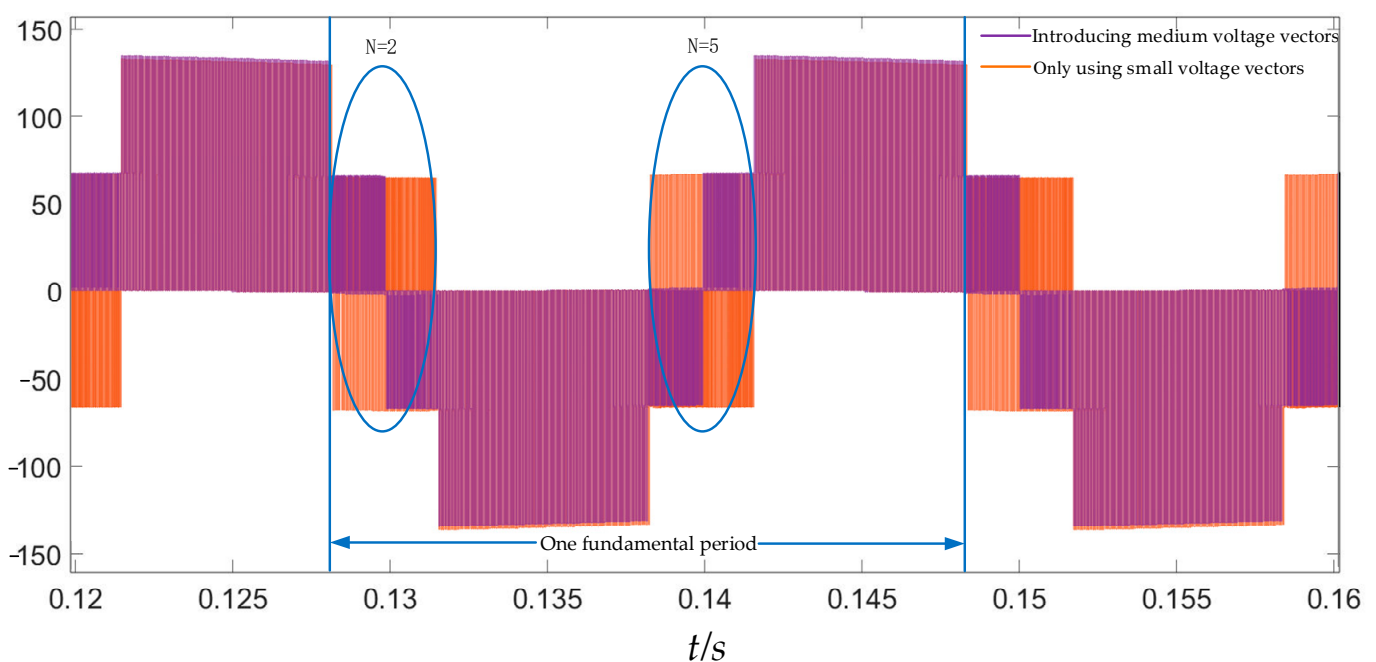 150
100
50
0
−50
−100
−150
N=2
N=5
Introducing medium voltage vectors
Only using small voltage vectors
One fundamental period
0.12 0.125 0.13 0.135 0.14 0.145 0.15 0.155 0.16
t/s